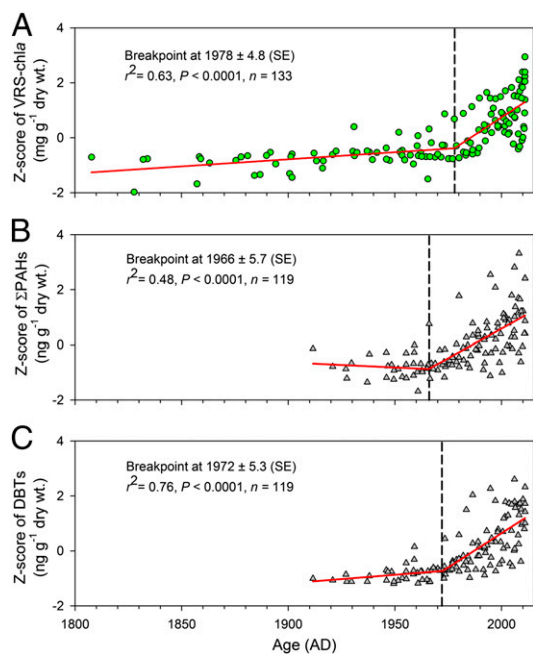 A
Breakpoint at 1978 ± 4.8 (SE)
r² = 0.63, P < 0.0001, n = 133
Z-score of VRS-chla
(mg g⁻¹ dry wt.)
4
2
0
-2
B
Breakpoint at 1966 ± 5.7 (SE)
r² = 0.48, P < 0.0001, n = 119
Z-score of ΣPAHs
(ng g⁻¹ dry wt.)
4
2
0
-2
C
Breakpoint at 1972 ± 5.3 (SE)
r² = 0.76, P < 0.0001, n = 119
Z-score of DBTs
(ng g⁻¹ dry wt.)
4
2
0
-2
1800 1850 1900 1950 2000
Age (AD)